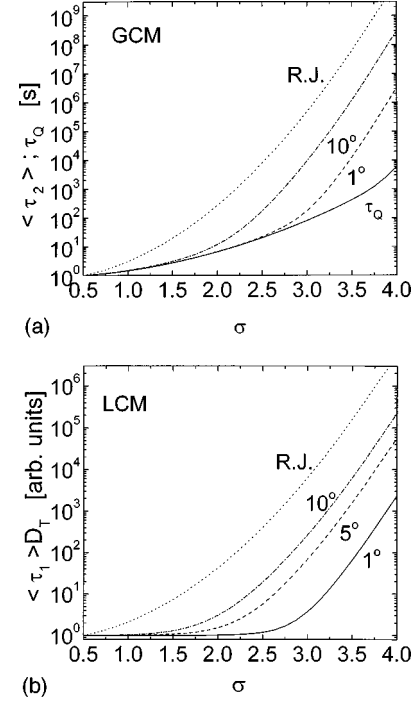 GCM
R.J.
10°
1°
τ_Q
< τ₂ > ; τ_Q [s]
10⁹
10⁸
10⁷
10⁶
10⁵
10⁴
10³
10²
10¹
10⁰
0.5 1.0 1.5 2.0 2.5 3.0 3.5 4.0
(a) σ
LCM
R.J.
10°
5°
1°
< τ₁ >D_T [arb. units]
10⁶
10⁵
10⁴
10³
10²
10¹
10⁰
0.5 1.0 1.5 2.0 2.5 3.0 3.5 4.0
(b) σ